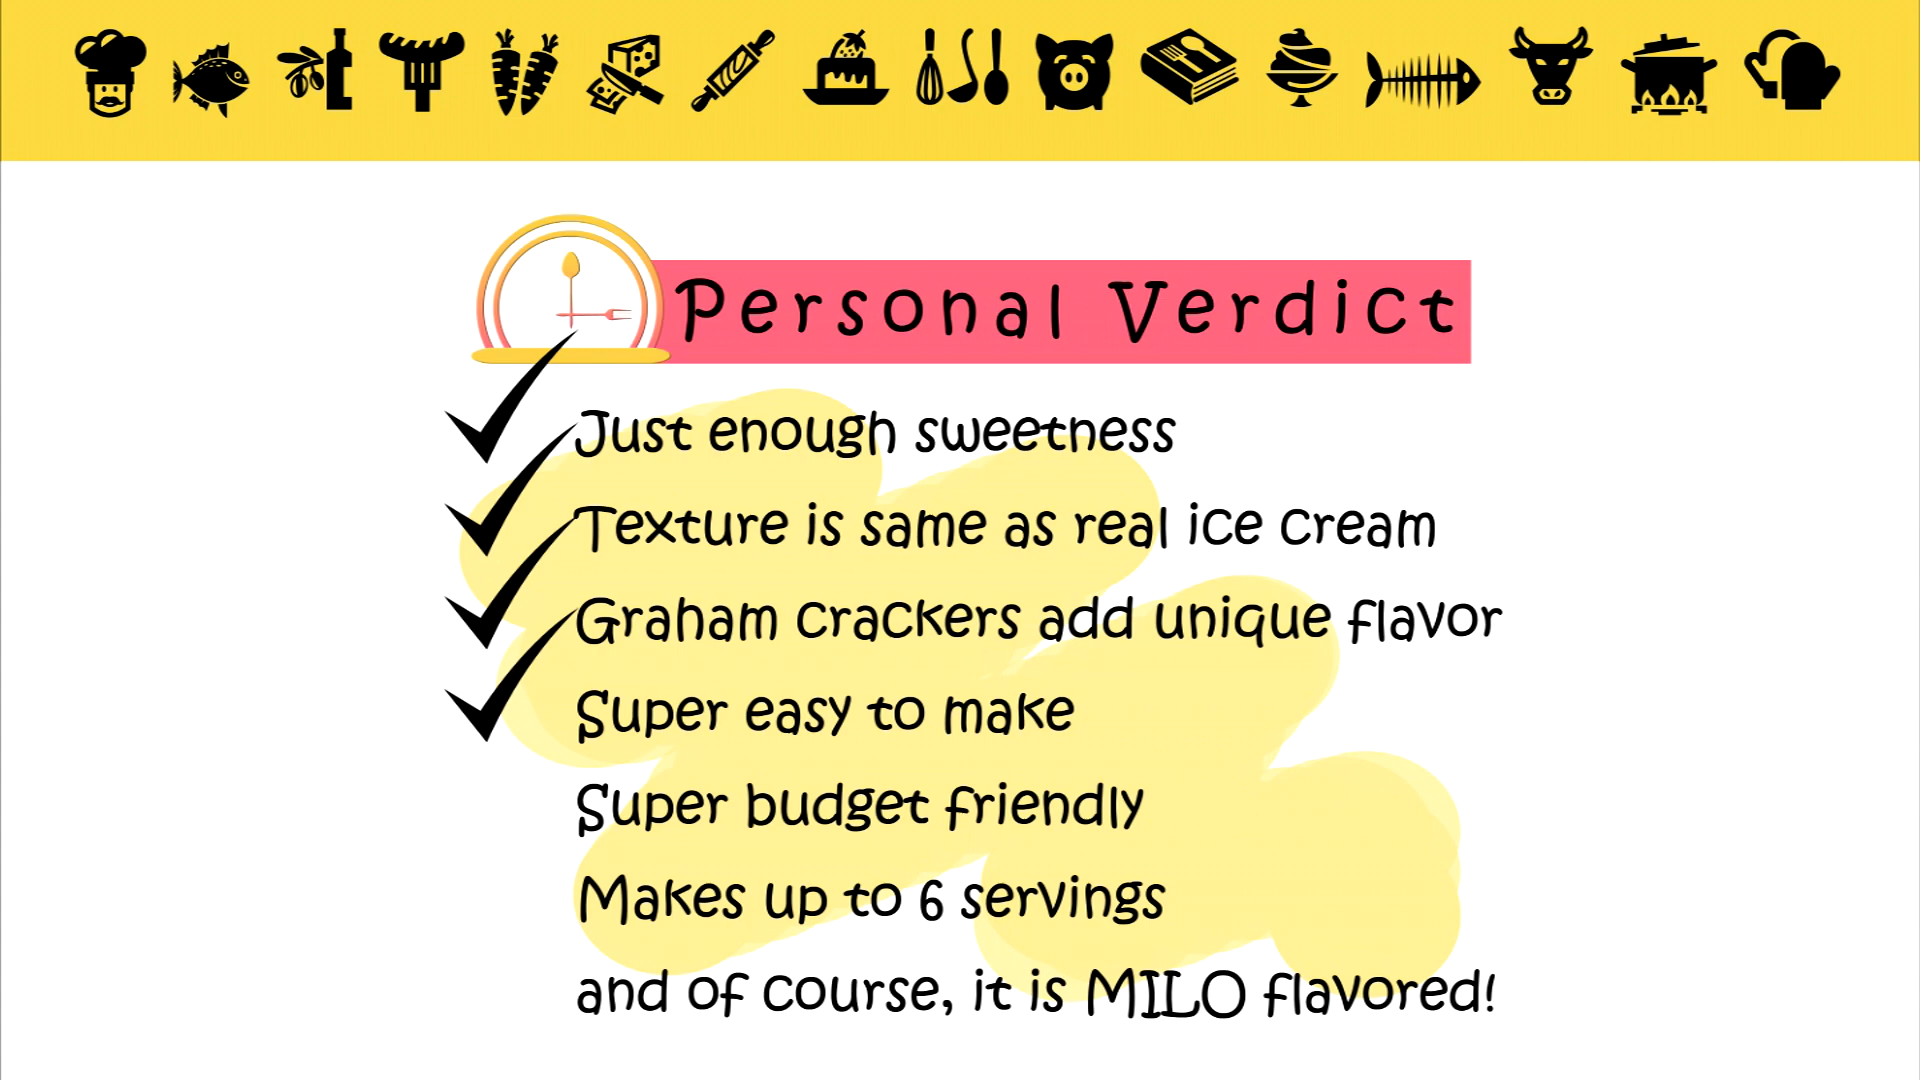 Personal Verdict
Just enough sweetness
Texture is same as real ice cream
Graham crackers add unique flavor
Super easy to make
Super budget friendly
Makes up to 6 servings
and of course, it is MILO flavored!